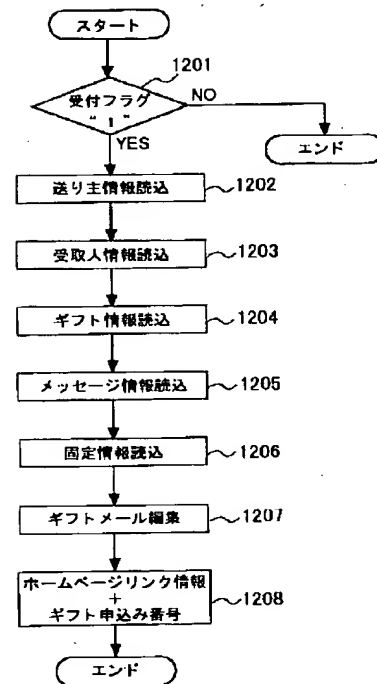 スタート
1201
受付フラグ
"1"
NO
YES
エンド
送り主情報読込
1202
受取人情報読込
1203
ギフト情報読込
1204
メッセージ情報読込
1205
固定情報読込
1206
ギフトメール編集
1207
ホームページリンク情報
+
ギフト申込み番号
1208
エンド